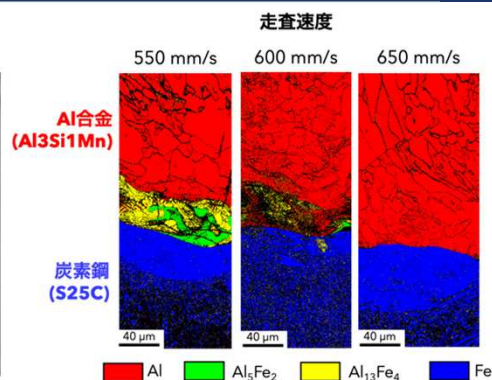 走査速度
550 mm/s 600 mm/s 650 mm/s
Al合金
(Al3Si1Mn)
炭素鋼
(S25C)
40 μm 40 μm 40 μm
Al Al₅Fe₂ Al₁₃Fe₄ Fe